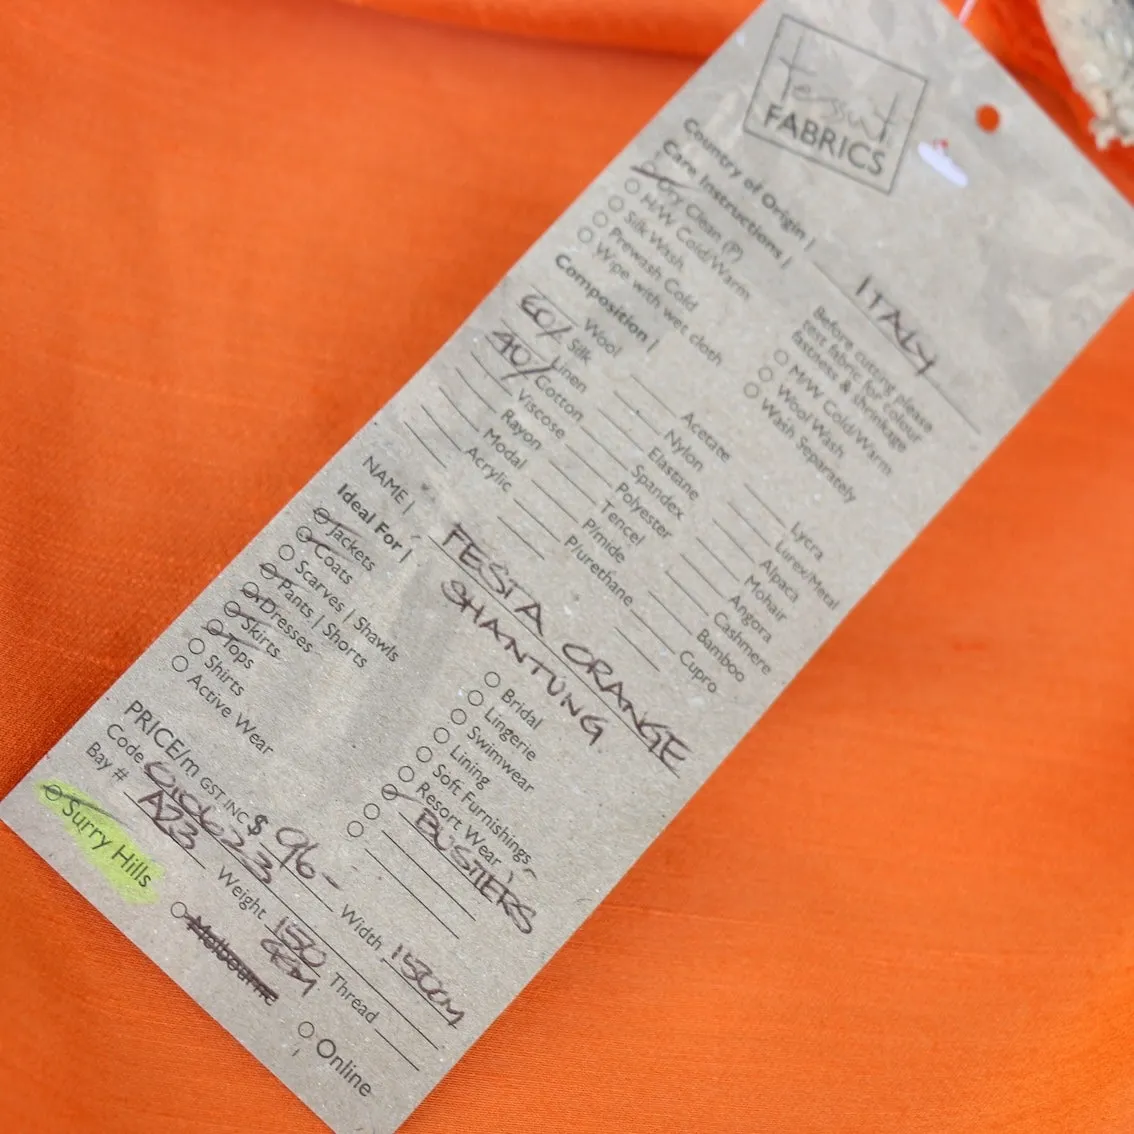 Tessuti
FABRICS
Country of Origin | ITALY
Care Instructions |
Dry Clean (P)
H/W Cold/Warm
Silk Wash
Prewash Cold
Wipe with wet cloth
Before cutting please
test fabric for colour
fastness & shrinkage
M/W Cold/Warm
Wool Wash
Wash Separately
Composition |
Wool
60% Silk
Linen
40% Cotton
Viscose
Rayon
Modal
Acrylic
Acetate
Nylon
Elastane
Spandex
Polyester
Tencel
P/mide
P/urethane
Lycra
Lurex/Metal
Alpaca
Mohair
Angora
Cashmere
Bamboo
Cupro
NAME | FESTA ORANGE
SHANTUNG
Ideal For |
Jackets
Coats
Scarves | Shawls
Pants | Shorts
Dresses
Skirts
Tops
Shirts
Active Wear
Bridal
Lingerie
Swimwear
Lining
Soft Furnishings
Resort Wear
BUSTIERS
PRICE/m GST INC $ 96-
Width 150cm
Code 0106233
Bay # A23
Weight 150
GSM
Thread
Surry Hills
Melbourne
Online